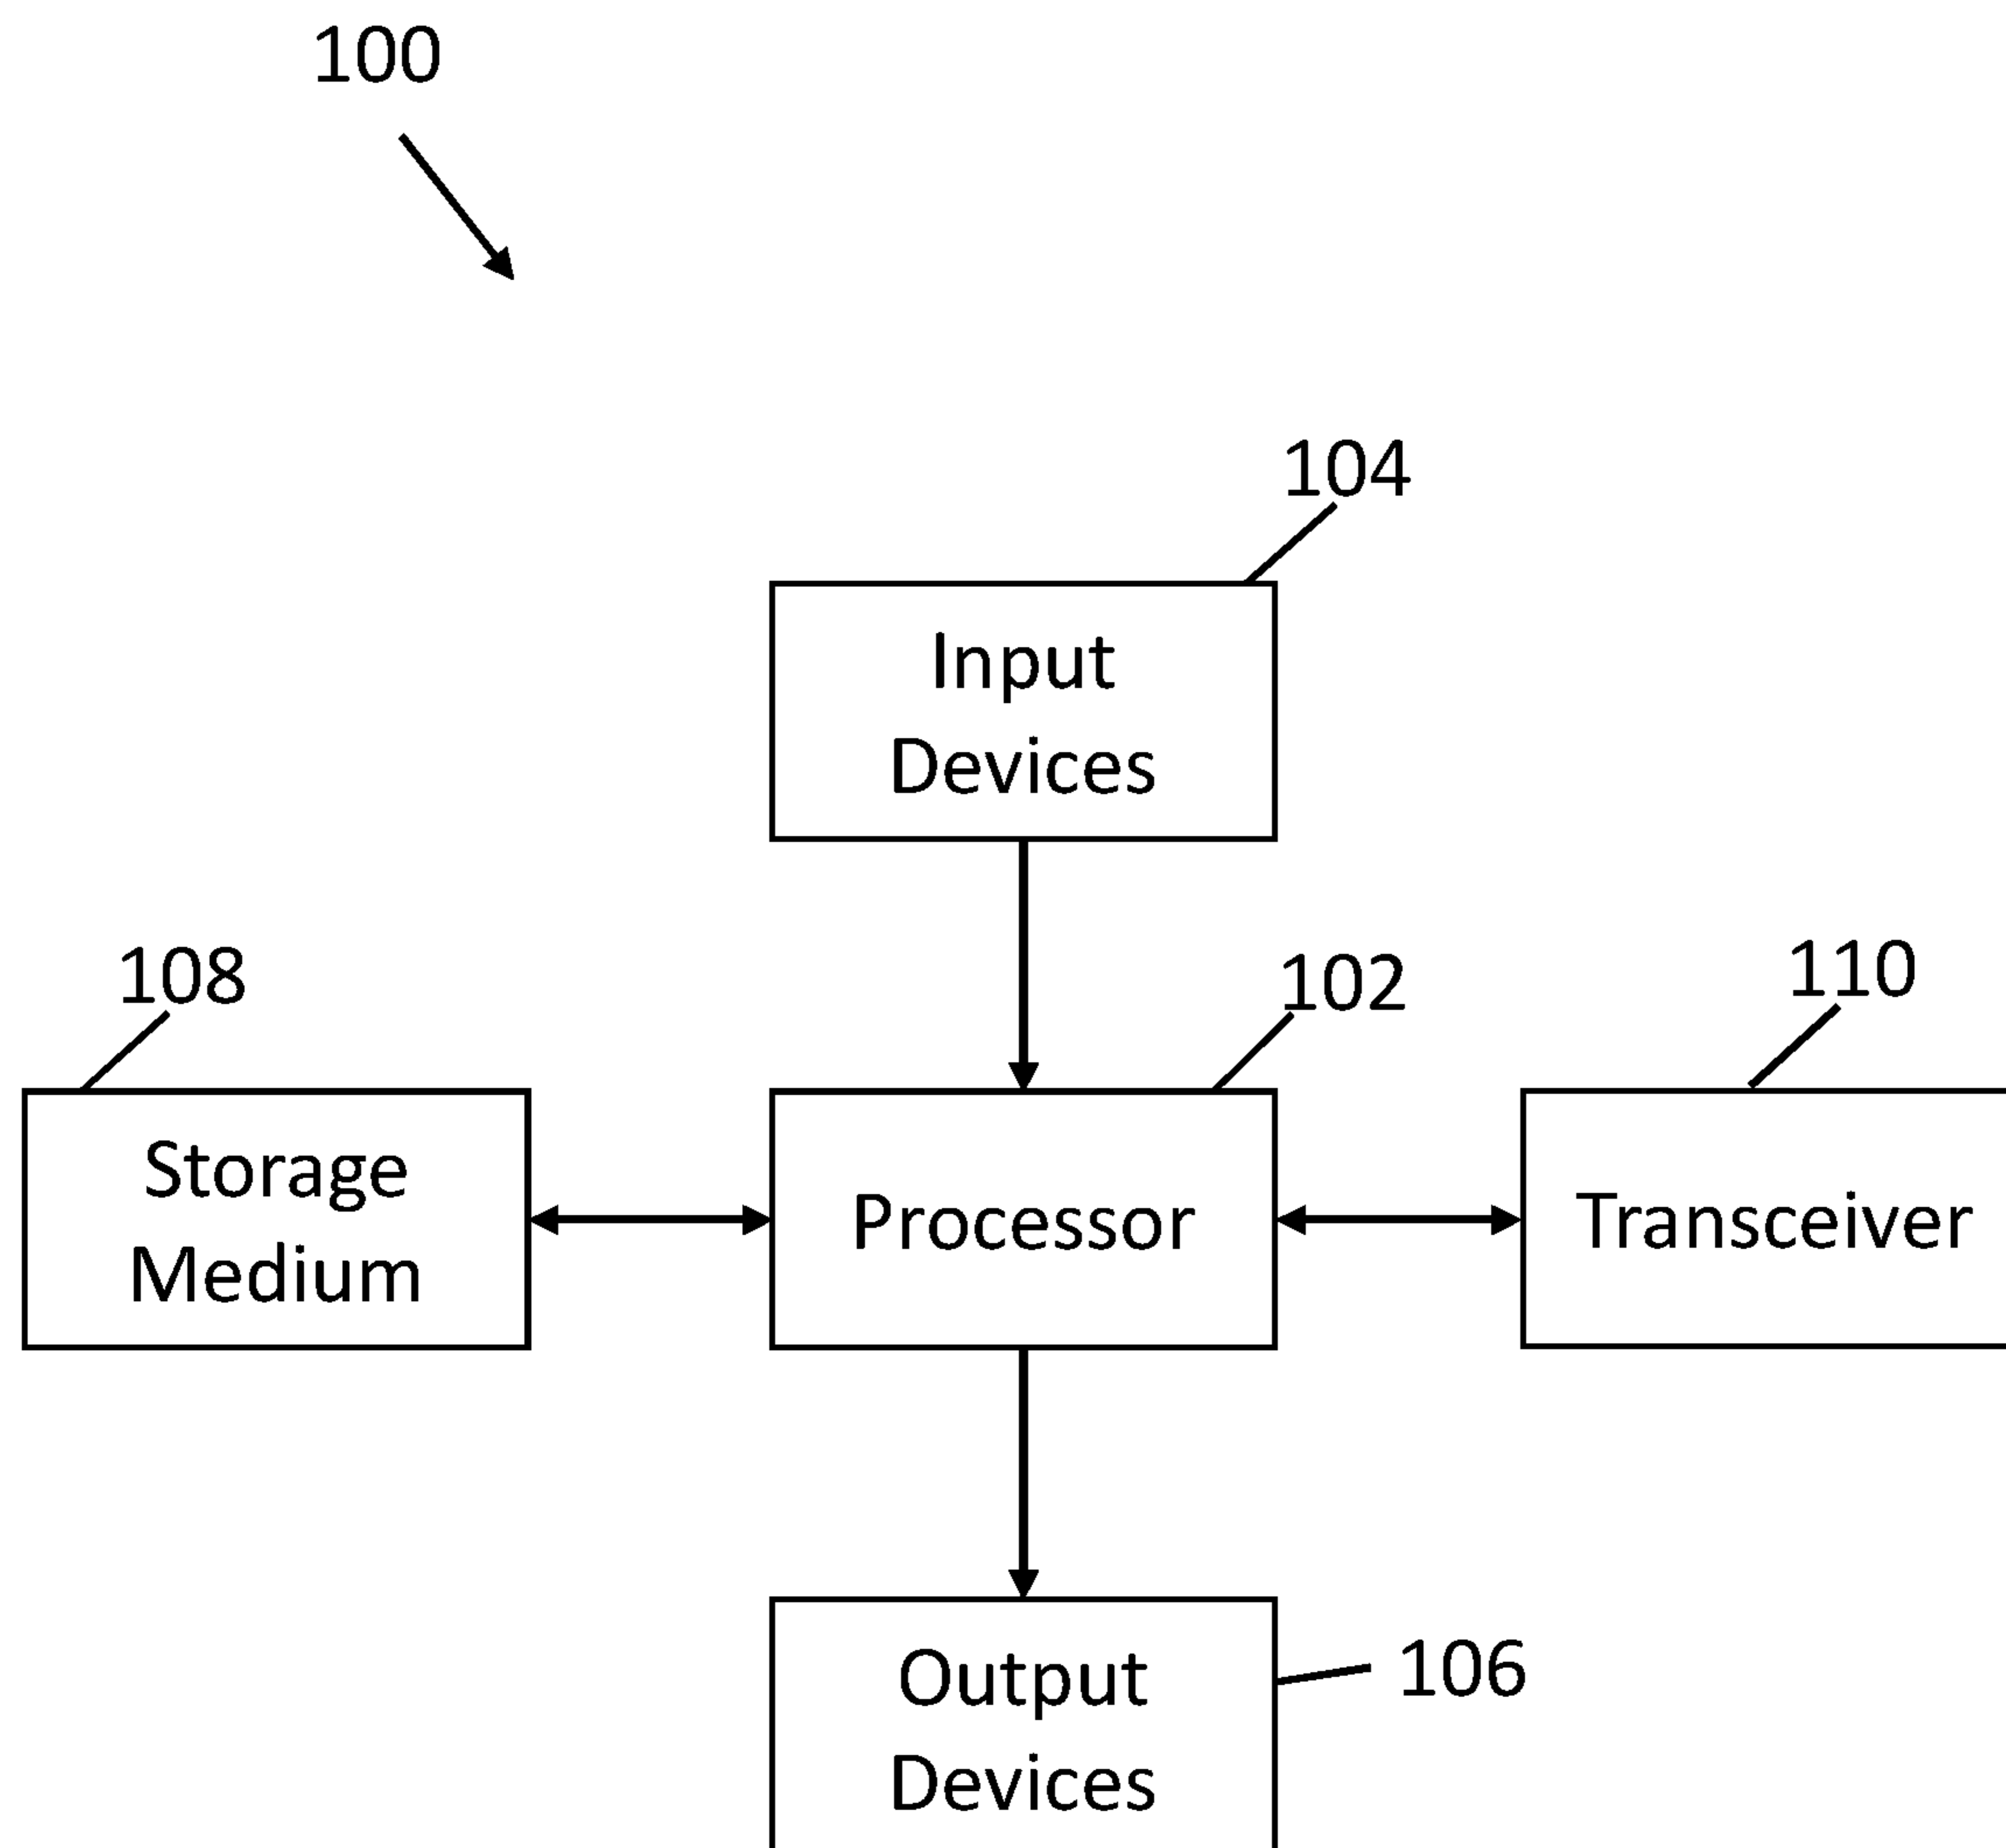 100
104
Input
Devices
108
102
110
Storage
Medium
Processor
Transceiver
Output
Devices
106